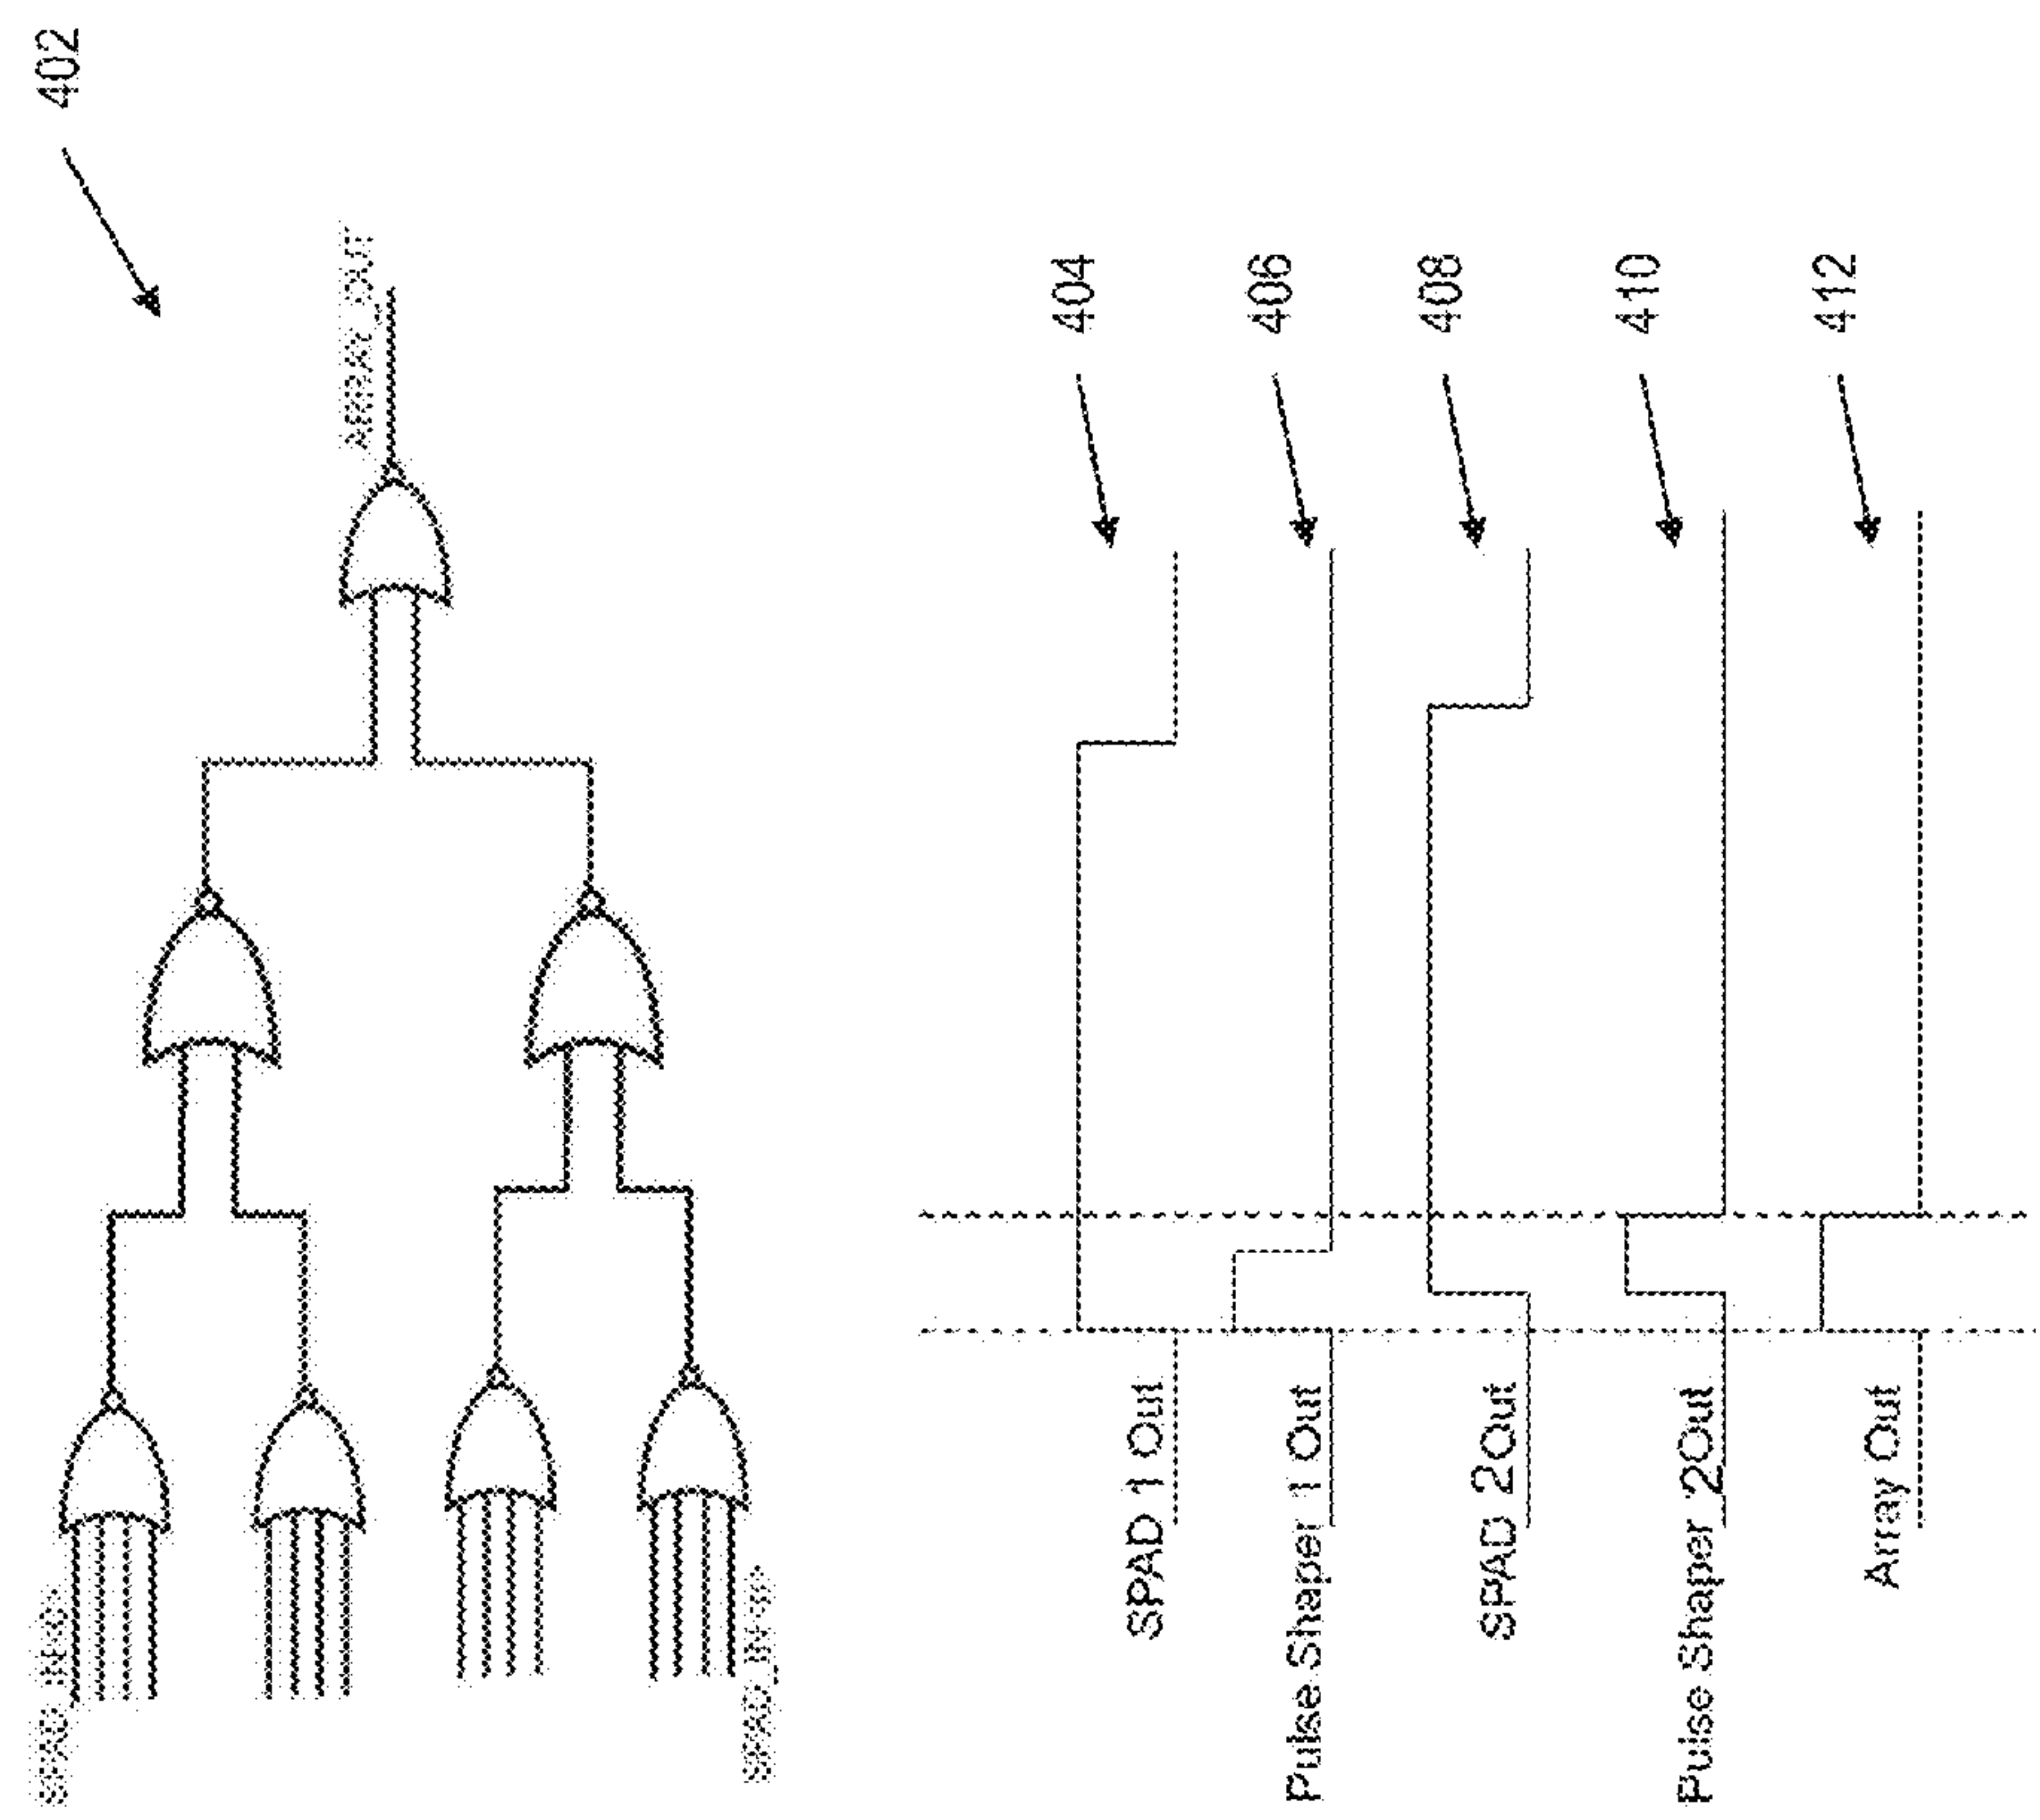 402
ARRAY_OUT
404
SPAD 1 Out
406
Pulse Shaper 1 Out
408
SPAD 2Out
410
Pulse Shaper 2Out
412
Array Out